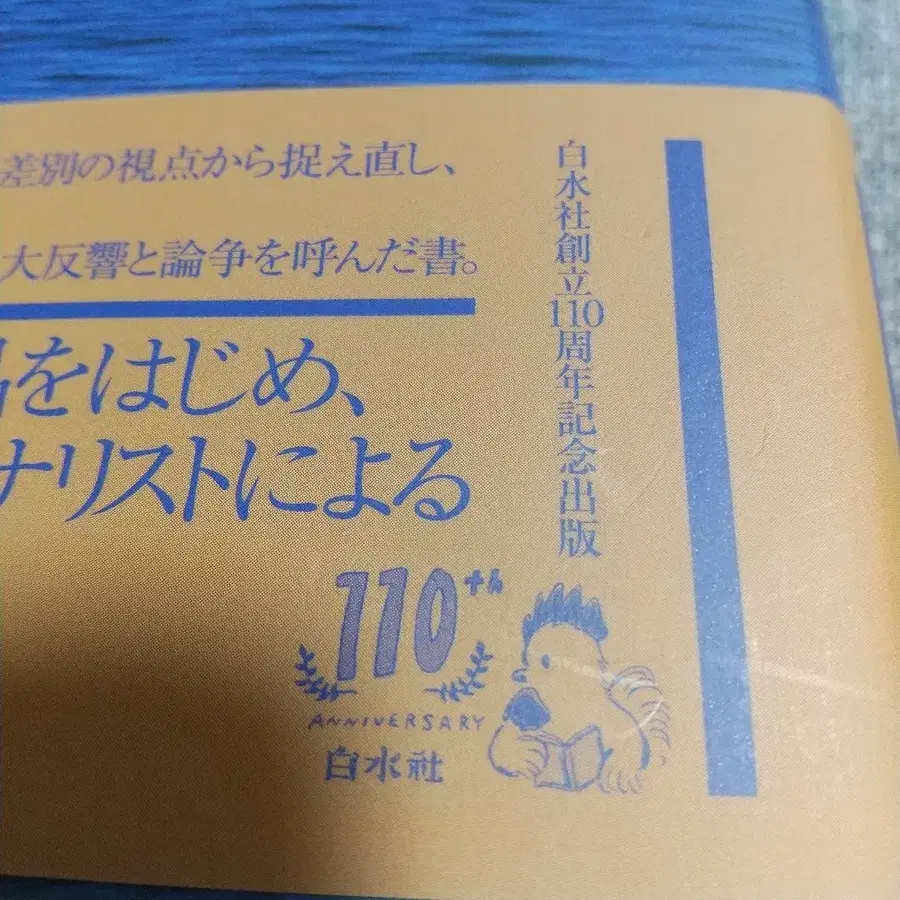 差別の視点から捉え直し、
大反響と論争を呼んだ書。
をはじめ、
ナリストによる
白水社創立110周年記念出版
110th
ANNIVERSARY
白水社